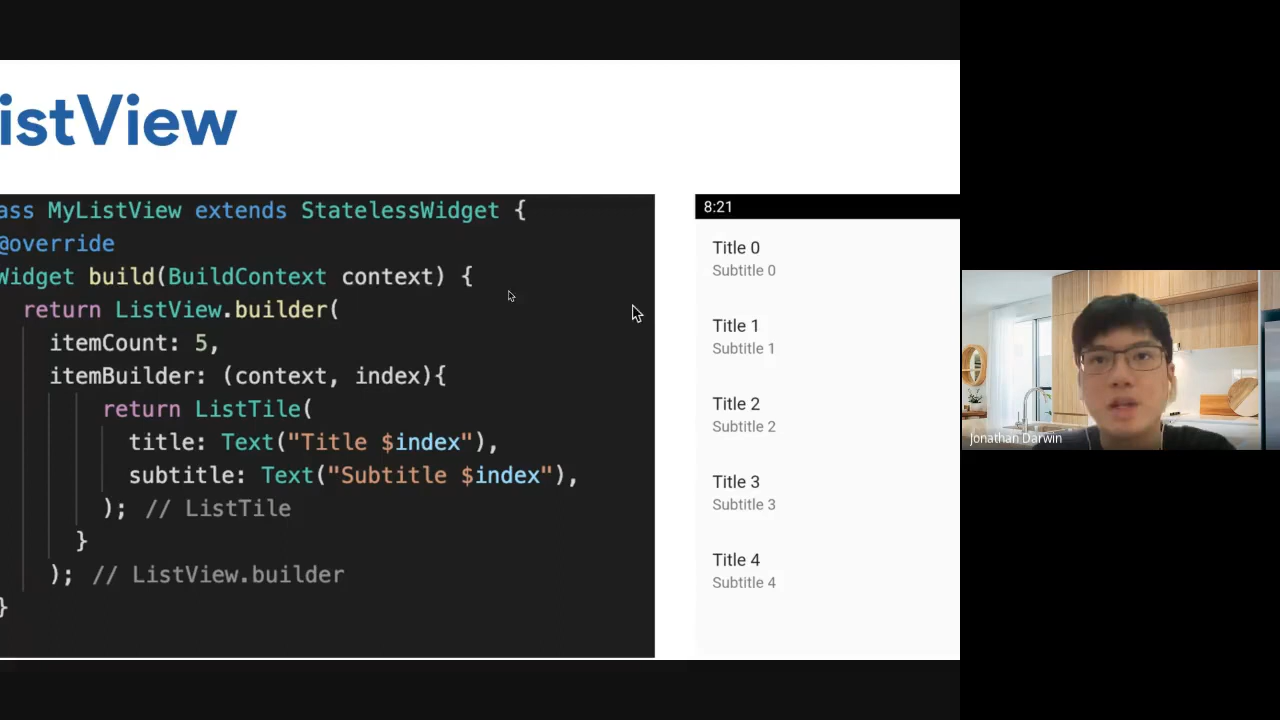 istView
ass MyListView extends StatelessWidget {
@override
Widget build(BuildContext context) {
return ListView.builder(
itemCount: 5,
itemBuilder: (context, index){
return ListTile(
title: Text("Title $index"),
subtitle: Text("Subtitle $index"),
); // ListTile
}
); // ListView.builder
}
8:21
Title 0
Subtitle 0
Title 1
Subtitle 1
Title 2
Subtitle 2
Title 3
Subtitle 3
Title 4
Subtitle 4
Jonathan Darwin